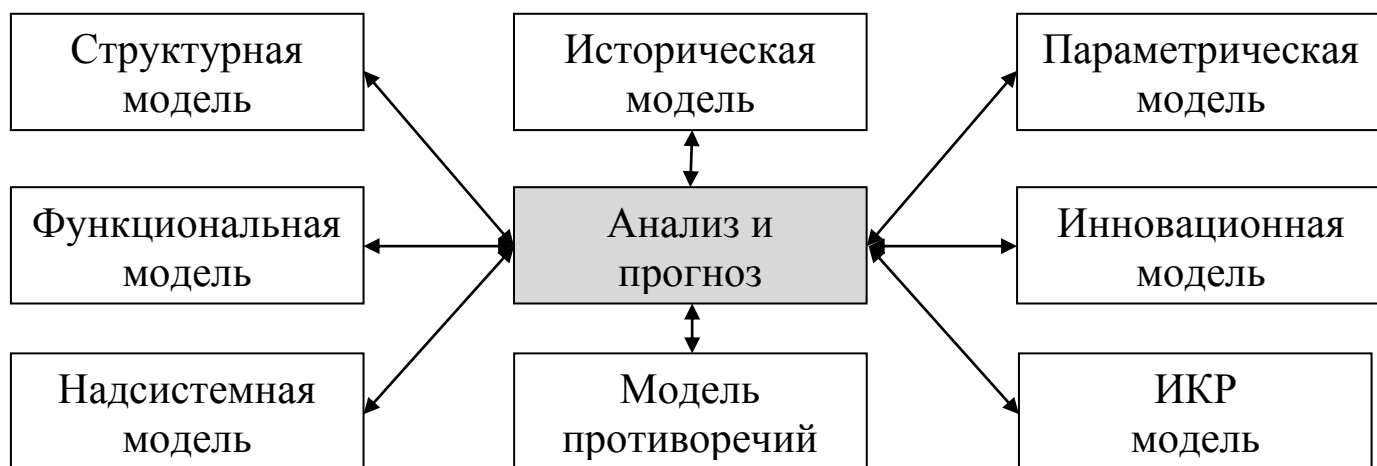 Структурная
модель
Историческая
модель
Параметрическая
модель
Функциональная
модель
Анализ и
прогноз
Инновационная
модель
Надсистемная
модель
Модель
противоречий
ИКР
модель